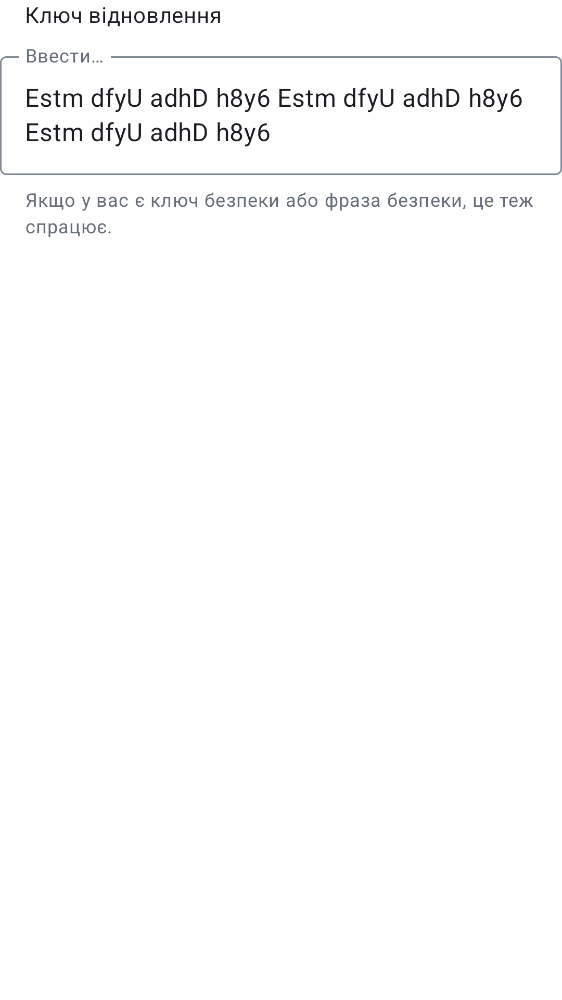 Ключ відновлення
Ввести…
Estm dfyU adhD h8y6 Estm dfyU adhD h8y6
Estm dfyU adhD h8y6
Якщо у вас є ключ безпеки або фраза безпеки, це теж
спрацює.